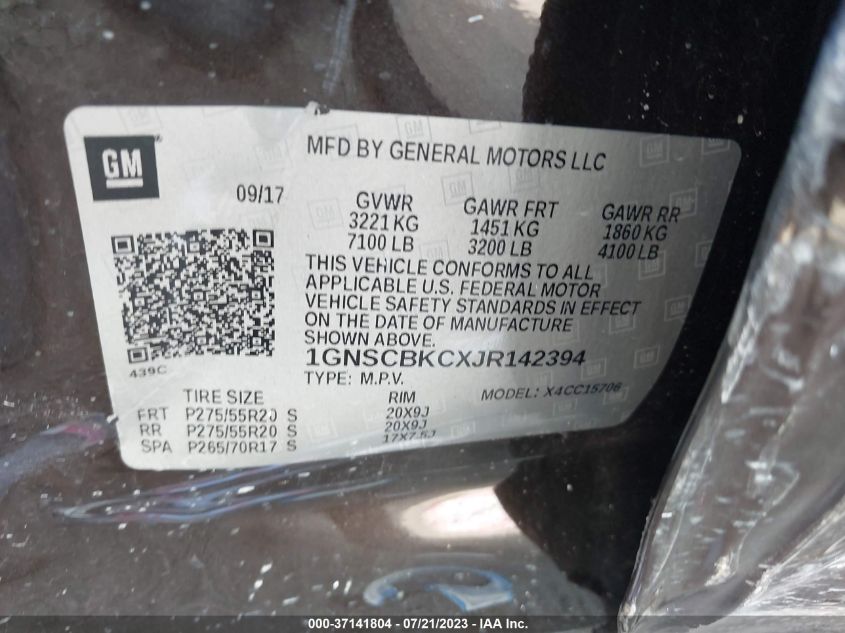 GM
MFD BY GENERAL MOTORS LLC
09/17
GVWR GAWR FRT GAWR RR
3221 KG 1451 KG 1860 KG
7100 LB 3200 LB 4100 LB
THIS VEHICLE CONFORMS TO ALL
APPLICABLE U.S. FEDERAL MOTOR
VEHICLE SAFETY STANDARDS IN EFFECT
ON THE DATE OF MANUFACTURE
SHOWN ABOVE.
439C
1GNSCBKCXJR142394
TYPE: M.P.V. MODEL: X4CC15706
TIRE SIZE RIM
FRT P275/55R20 S 20X9J
RR P275/55R20 S 20X9J
SPA P265/70R17 S 17X7.5J
000-37141804 / 07/21/2023 / IAA Inc.